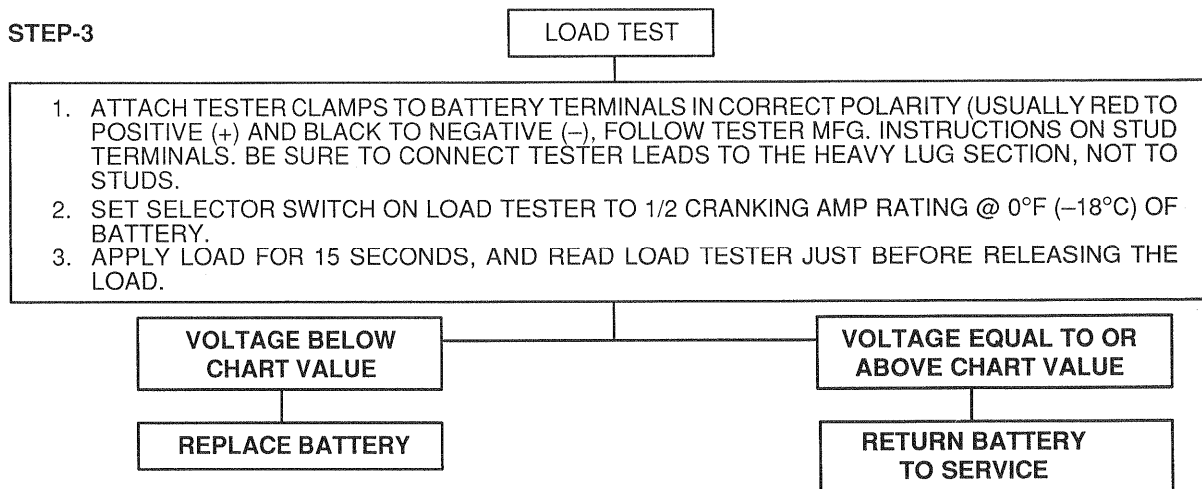 STEP-3
LOAD TEST
1. ATTACH TESTER CLAMPS TO BATTERY TERMINALS IN CORRECT POLARITY (USUALLY RED TO
POSITIVE (+) AND BLACK TO NEGATIVE (–), FOLLOW TESTER MFG. INSTRUCTIONS ON STUD
TERMINALS. BE SURE TO CONNECT TESTER LEADS TO THE HEAVY LUG SECTION, NOT TO
STUDS.
2. SET SELECTOR SWITCH ON LOAD TESTER TO 1/2 CRANKING AMP RATING @ 0°F (–18°C) OF
BATTERY.
3. APPLY LOAD FOR 15 SECONDS, AND READ LOAD TESTER JUST BEFORE RELEASING THE
LOAD.
VOLTAGE BELOW
CHART VALUE
REPLACE BATTERY
VOLTAGE EQUAL TO OR
ABOVE CHART VALUE
RETURN BATTERY
TO SERVICE